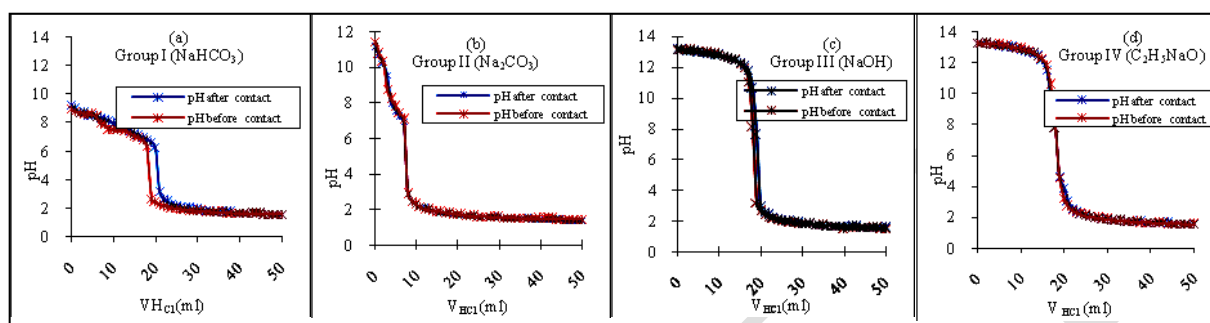 (a)
Group I (NaHCO₃)
pH after contact
pH before contact
pH
14
12
10
8
6
4
2
0
0
10
20
30
40
50
VHCl(ml)
(b)
Group II (Na₂CO₃)
pH after contact
pH before contact
pH
12
10
8
6
4
2
0
0
10
20
30
40
50
VHCl(ml)
(c)
Group III (NaOH)
pH after contact
pH before contact
pH
14
12
10
8
6
4
2
0
0
10
20
30
40
50
VHCl(ml)
(d)
Group IV (C₂H₅NaO)
pH after contact
pH before contact
pH
14
12
10
8
6
4
2
0
0
10
20
30
40
50
VHCl(ml)